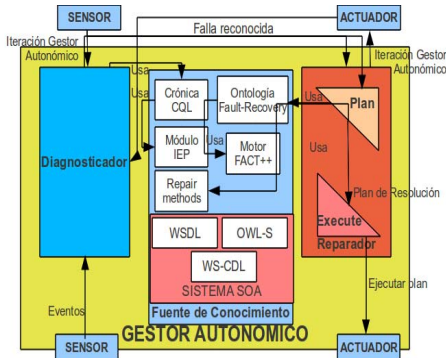 SENSOR
ACTUADOR
Falla reconocida
Iteración Gestor
Autonómico
Iteración Gestor
Autonómico
Usa
Usa
Crónica
CQL
Ontología
Fault-Recovery
Usa
Plan
Diagnosticador
Módulo
IEP
Usa
Motor
FACT++
Usa
Repair
methods
Plan de Resolución
Execute
Reparador
WSDL
OWL-S
WS-CDL
SISTEMA SOA
Ejecutar plan
Eventos
Fuente de Conocimiento
GESTOR AUTONOMICO
SENSOR
ACTUADOR